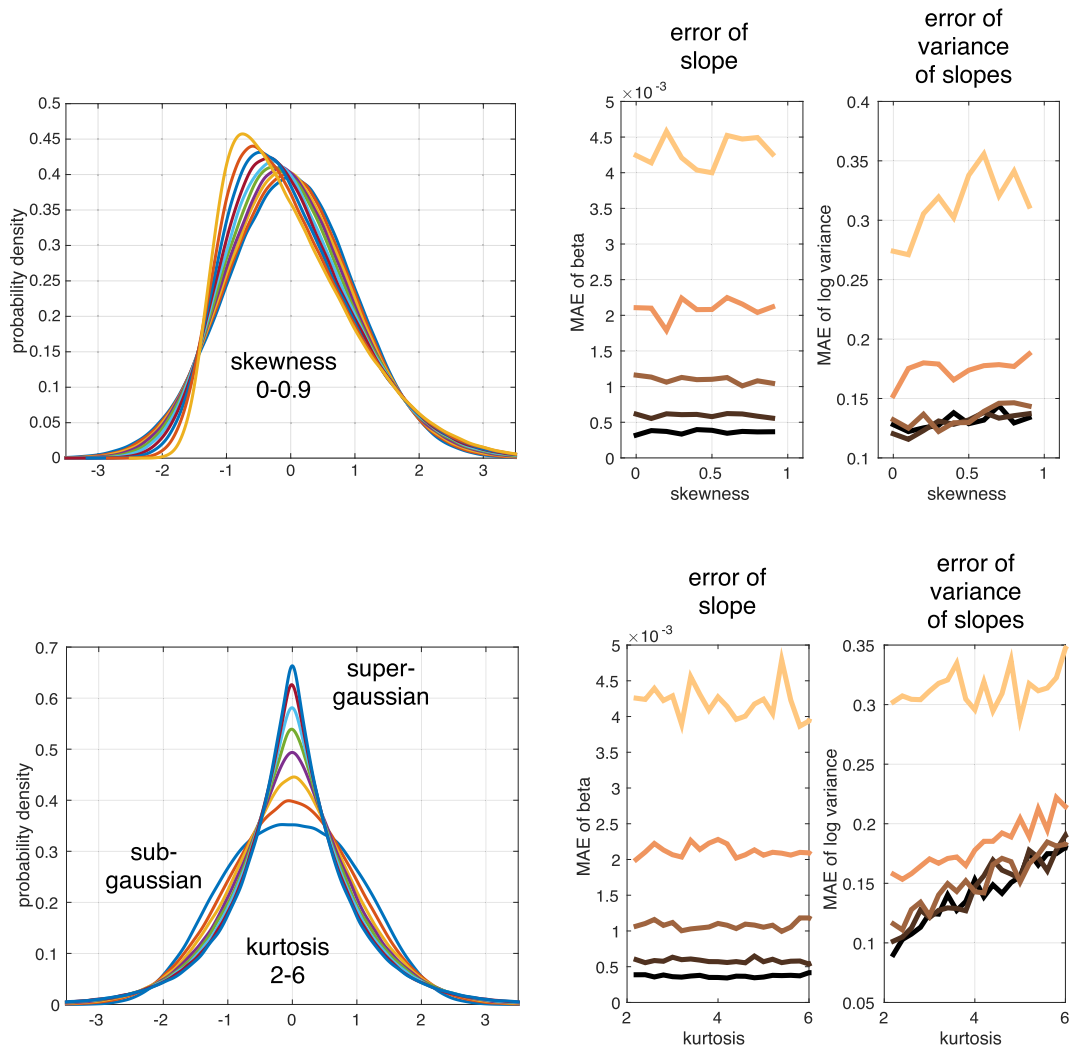 error of
slope
error of
variance
of slopes
0.5
0.45
0.4
0.35
0.3
0.25
0.2
0.15
0.1
0.05
0
probability density
skewness
0-0.9
-3 -2 -1 0 1 2 3
×10 -3
5
4.5
4
3.5
3
2.5
2
1.5
1
0.5
0
MAE of beta
0 0.5 1
skewness
0.4
0.35
0.3
0.25
0.2
0.15
0.1
MAE of log variance
0 0.5 1
skewness
error of
slope
error of
variance
of slopes
0.7
0.6
0.5
0.4
0.3
0.2
0.1
0
probability density
super-
gaussian
sub-
gaussian
kurtosis
2-6
-3 -2 -1 0 1 2 3
×10 -3
5
4.5
4
3.5
3
2.5
2
1.5
1
0.5
0
MAE of beta
2 4 6
kurtosis
0.35
0.3
0.25
0.2
0.15
0.1
0.05
MAE of log variance
2 4 6
kurtosis